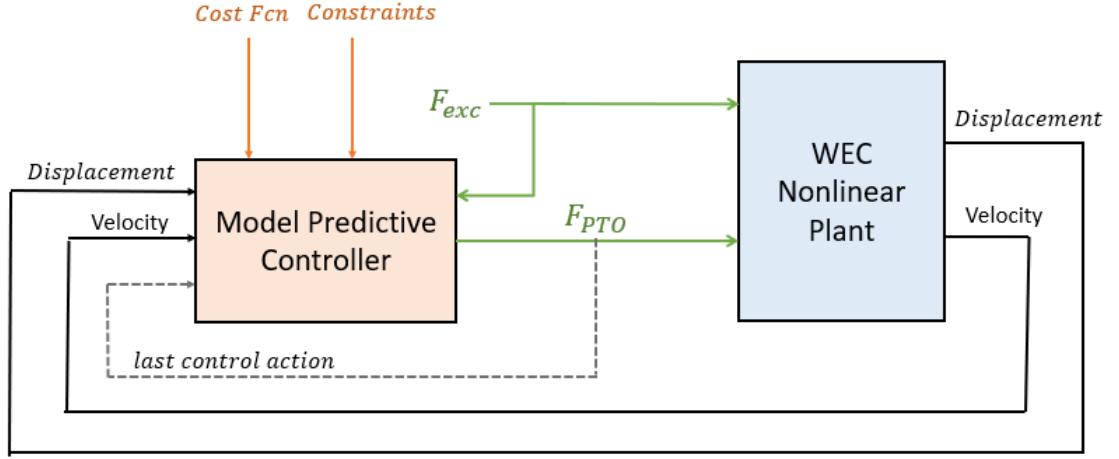 Cost Fcn
Constraints
F_exc
Displacement
Displacement
WEC
Nonlinear
Plant
Velocity
Model Predictive
Controller
F_PTO
Velocity
last control action